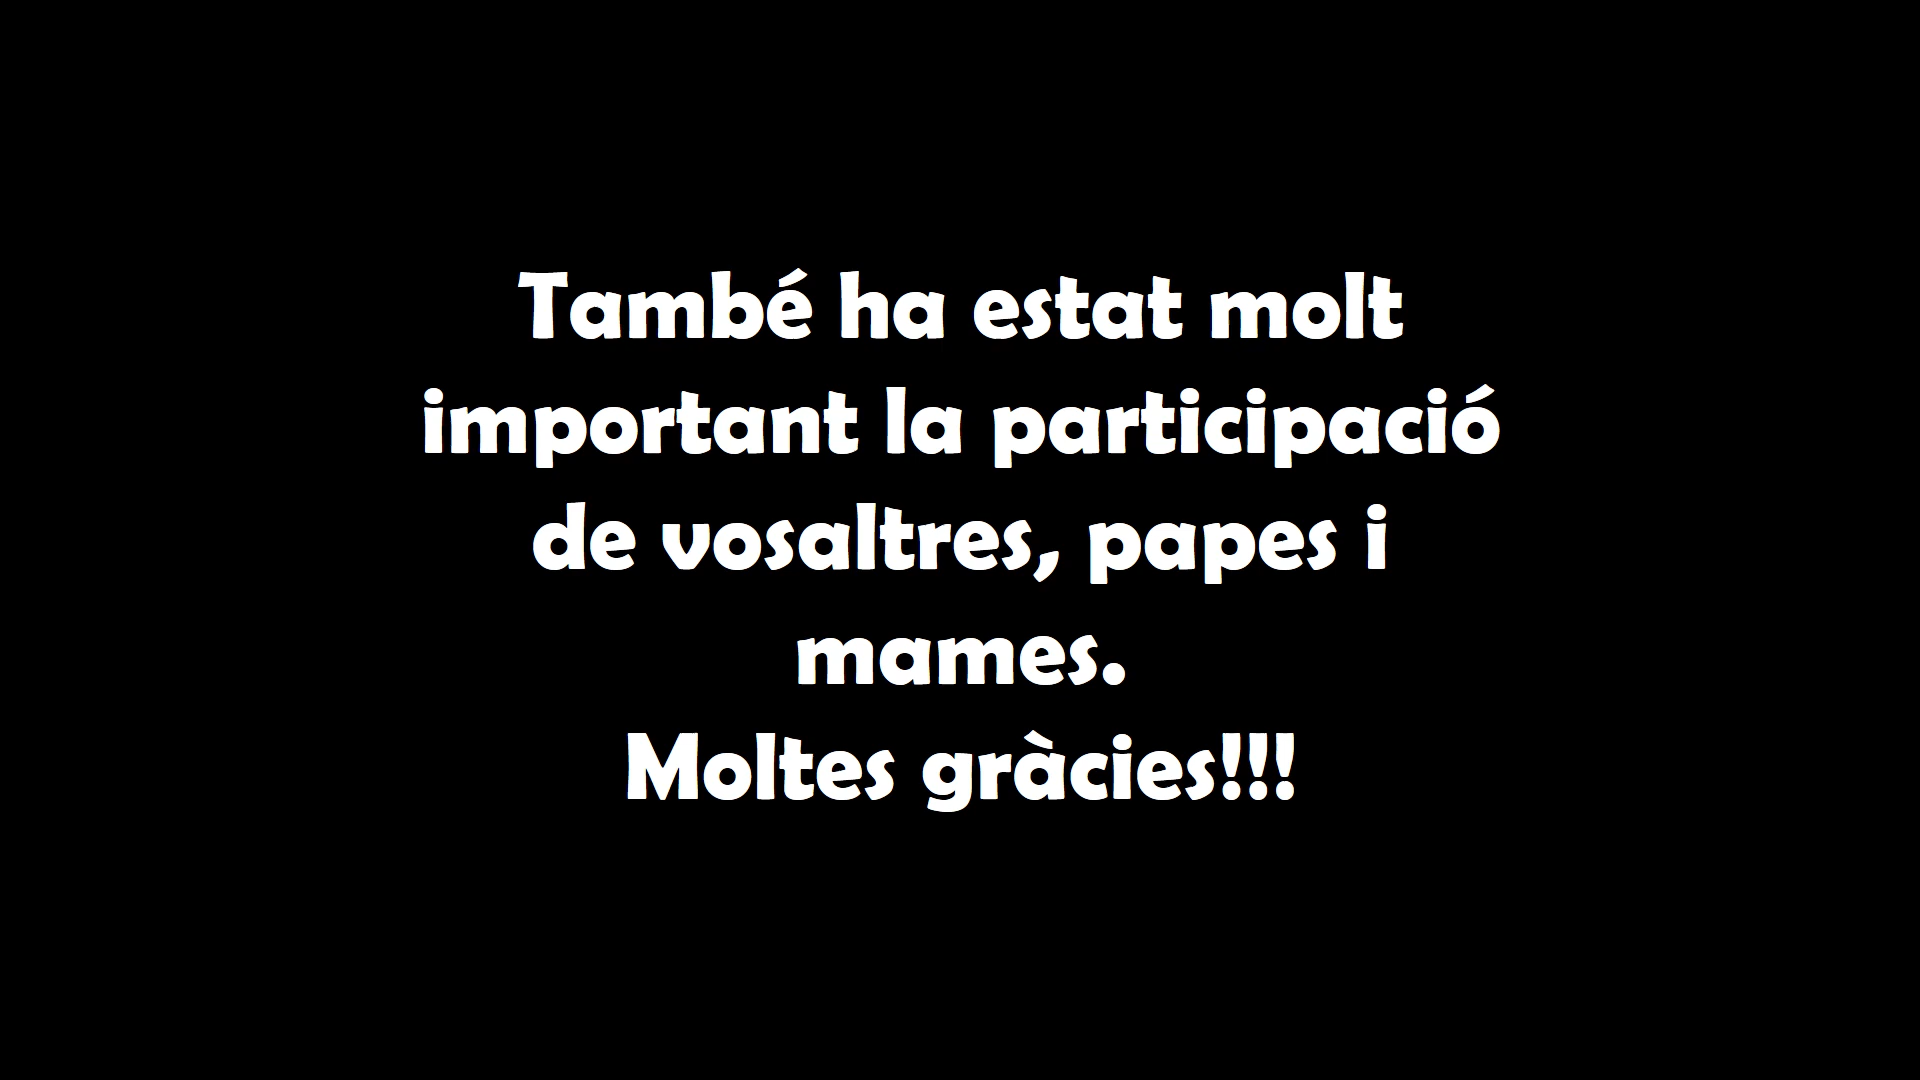 També ha estat molt
important la participació
de vosaltres, papes i
mames.
Moltes gràcies!!!